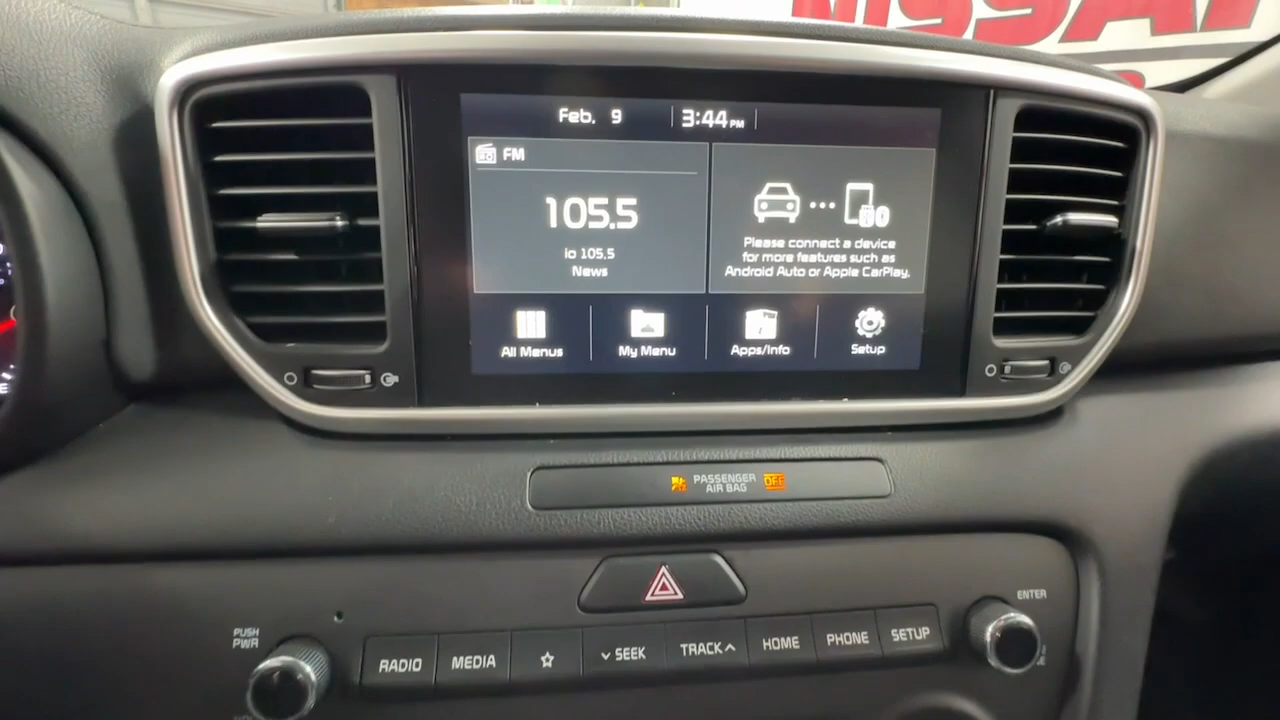 NISSAN
Feb. 9
3:44 PM
FM
105.5
io 105.5
News
Please connect a device
for more features such as
Android Auto or Apple CarPlay.
All Menus
My Menu
Apps/Info
Setup
PASSENGER
AIR BAG
OFF
PUSH
PWR
RADIO
MEDIA
SEEK
TRACK
HOME
PHONE
SETUP
ENTER
E